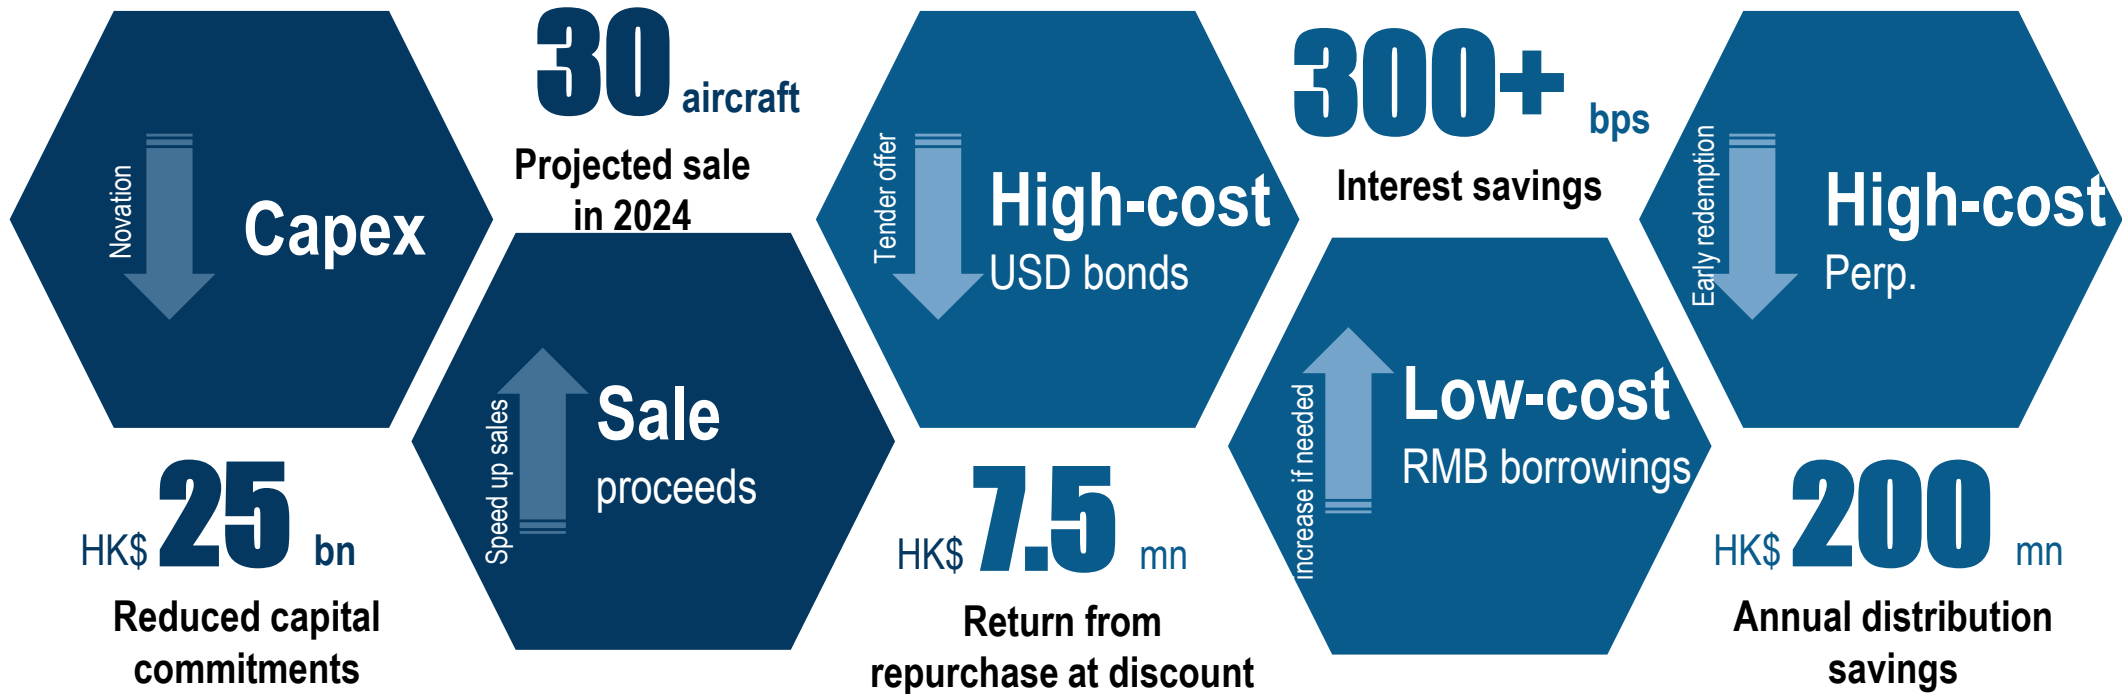 Novation
Capex
HK$ 25 bn
Reduced capital
commitments
30 aircraft
Projected sale
in 2024
Speed up sales
Sale
proceeds
Tender offer
High-cost
USD bonds
HK$ 7.5 mn
Return from
repurchase at discount
300+ bps
Interest savings
increase if needed
Low-cost
RMB borrowings
Early redemption
High-cost
Perp.
HK$ 200 mn
Annual distribution
savings